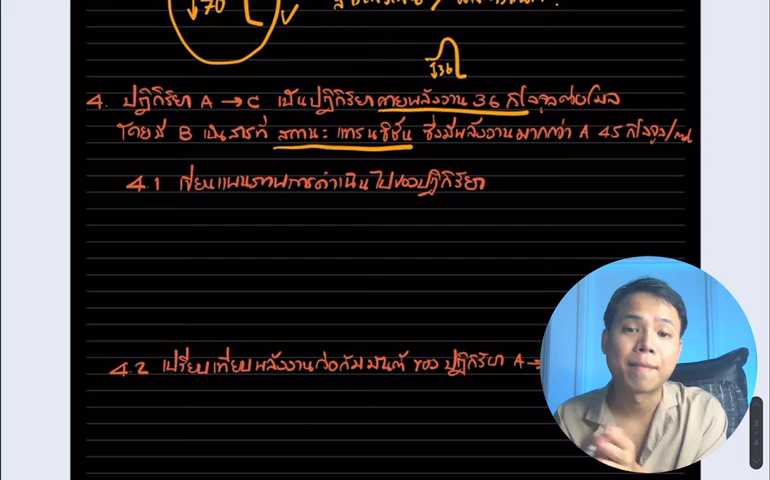 ↓70
↓36
4. ปฏิกิริยา A → C เป็นปฏิกิริยาคายพลังงาน 36 กิโลจูลต่อโมล
โดยมี B เป็นสารที่ สถานะแทรนซิชัน ซึ่งมีพลังงานมากกว่า A 45 กิโลจูล/mol
4.1 เขียนแผนภาพการดำเนินไปของปฏิกิริยา
4.2 เปรียบเทียบพลังงานก่อกัมมันต์ ของ ปฏิกิริยา A →
3
4